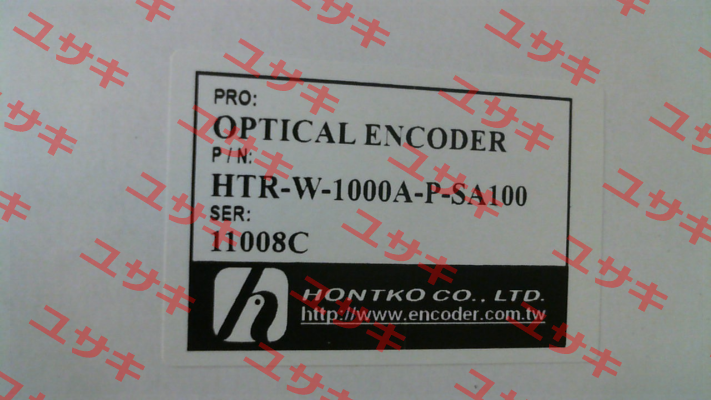 PRO:
OPTICAL ENCODER
P/N:
HTR-W-1000A-P-SA100
SER:
11008C
HONTKO CO., LTD.
http://www.encoder.com.tw
ユサキ